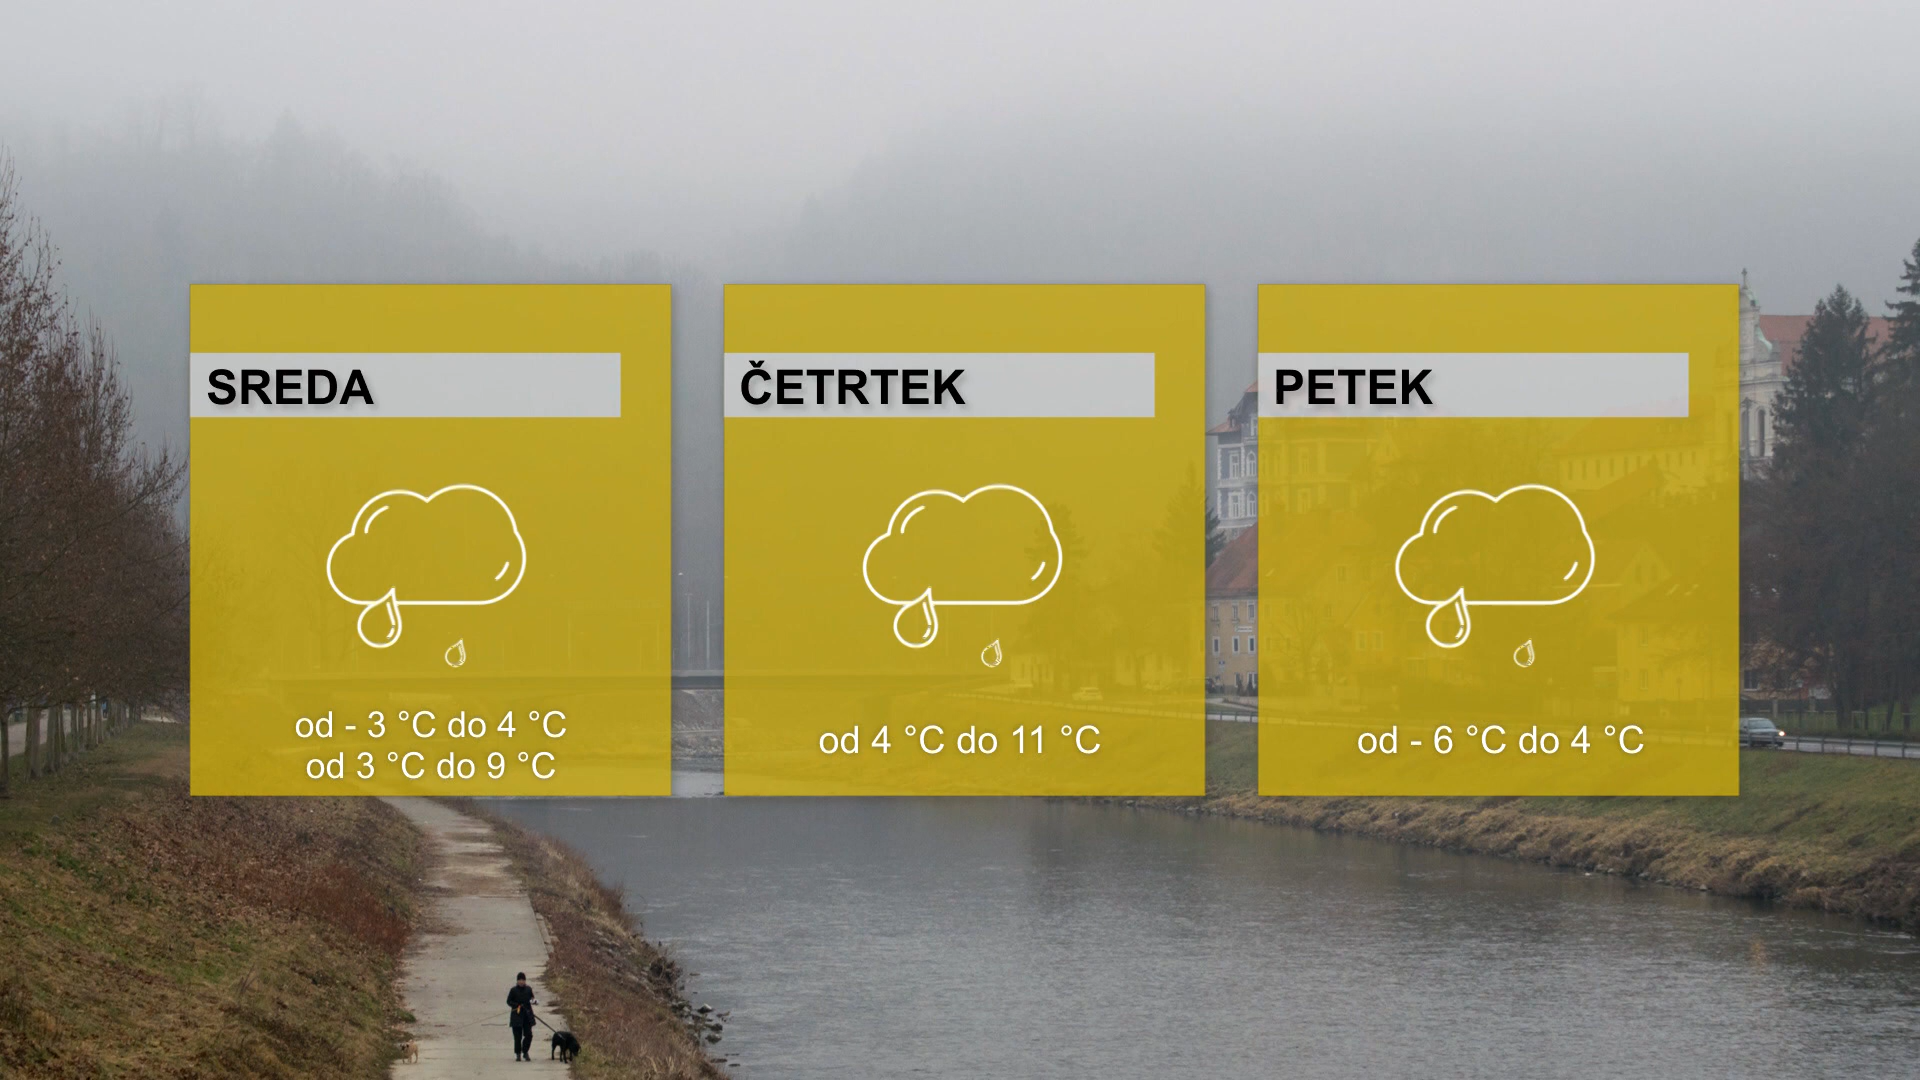 SREDA
od - 3 °C do 4 °C
od 3 °C do 9 °C
ČETRTEK
od 4 °C do 11 °C
PETEK
od - 6 °C do 4 °C